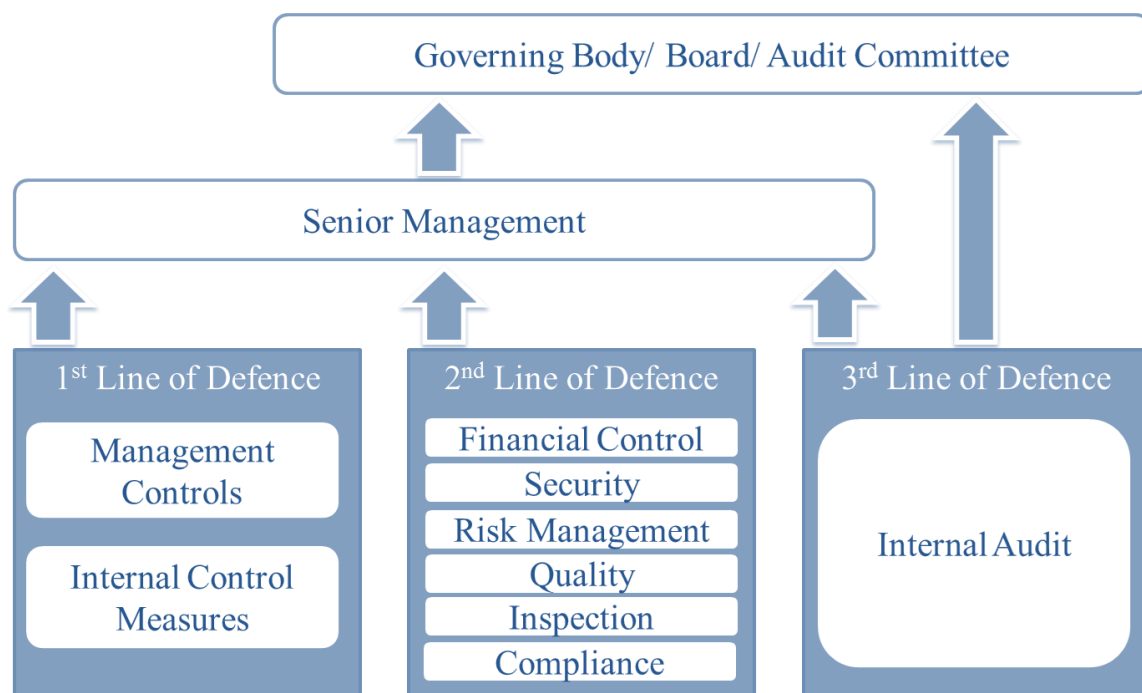 Governing Body/ Board/ Audit Committee
Senior Management
1st Line of Defence
Management
Controls
Internal Control
Measures
2nd Line of Defence
Financial Control
Security
Risk Management
Quality
Inspection
Compliance
3rd Line of Defence
Internal Audit